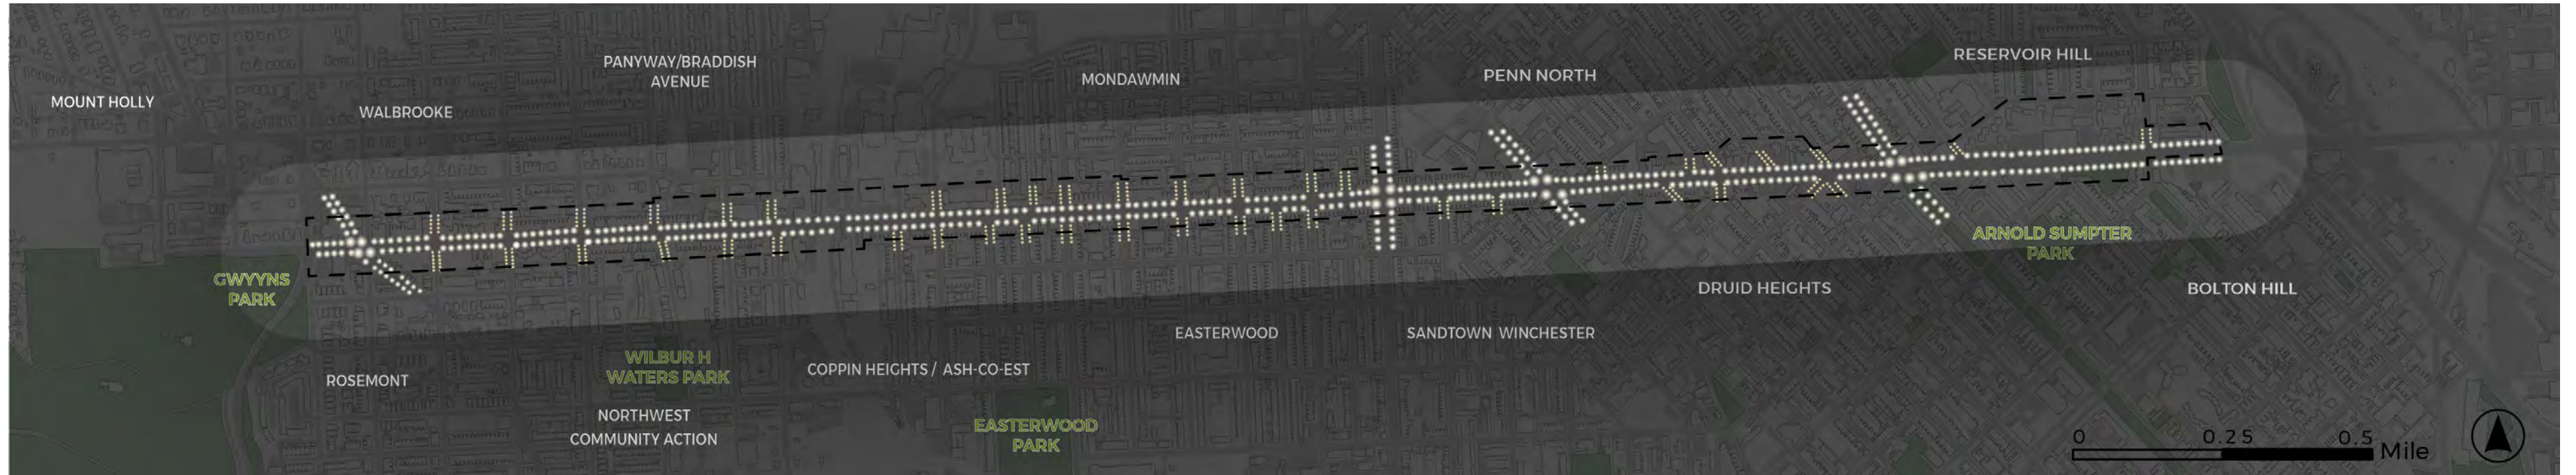 RESERVOIR HILL
PANYWAY/BRADDISH
AVENUE
MONDAWMIN
PENN NORTH
MOUNT HOLLY
WALBROOKE
ARNOLD SUMPTER
PARK
GWYYNS
PARK
DRUID HEIGHTS
BOLTON HILL
EASTERWOOD
SANDTOWN WINCHESTER
WILBUR H
WATERS PARK
COPPIN HEIGHTS / ASH-CO-EST
ROSEMONT
NORTHWEST
COMMUNITY ACTION
EASTERWOOD
PARK
0 0.25 0.5
Mile